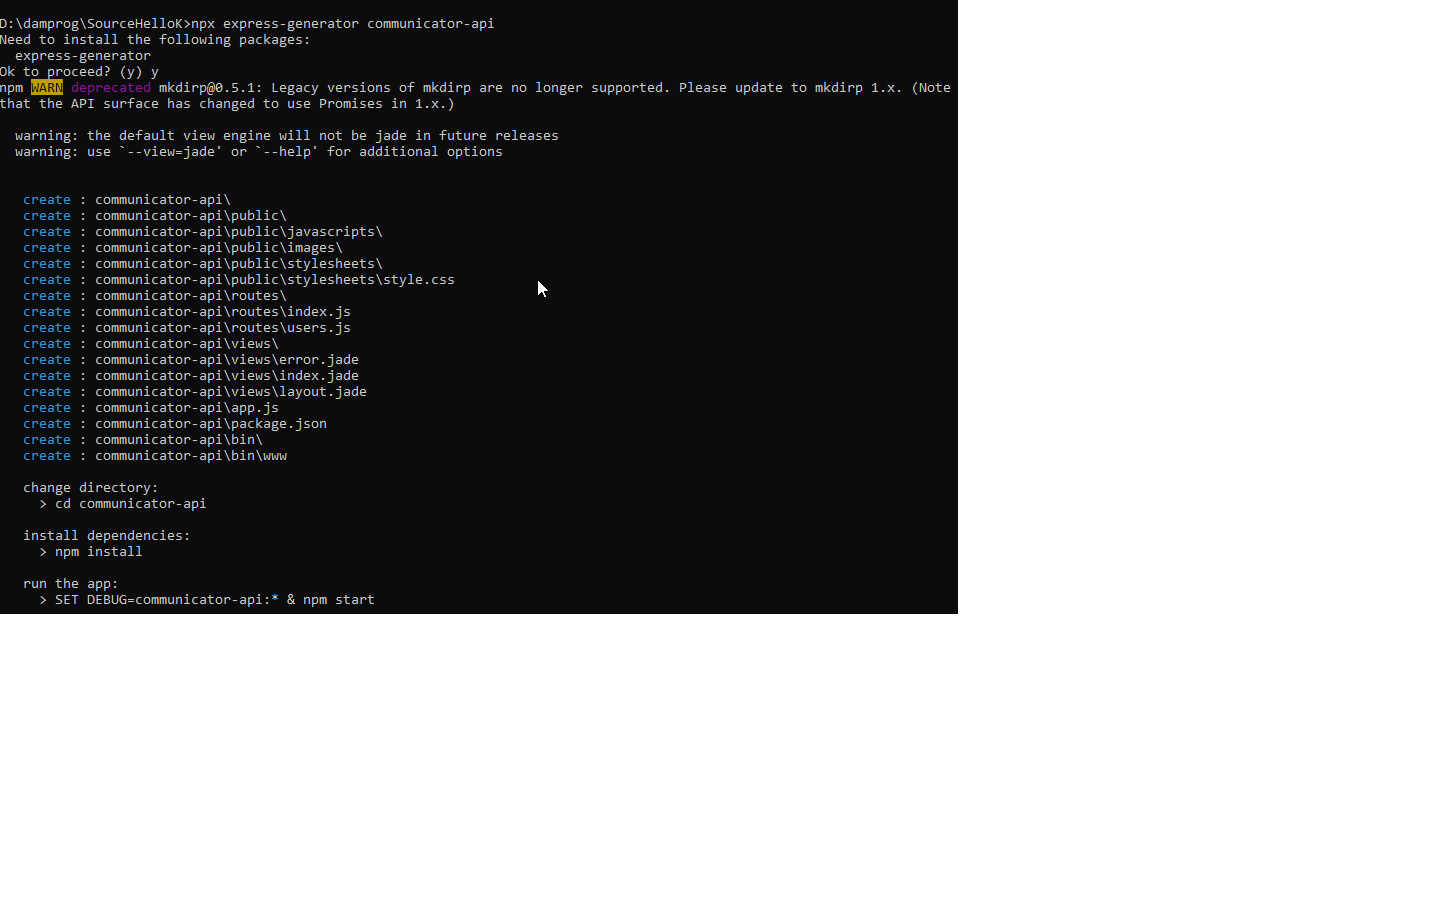 D:\damprog\SourceHelloK>npx express-generator communicator-api
Need to install the following packages:
express-generator
Ok to proceed? (y) y
npm WARN deprecated mkdirp@0.5.1: Legacy versions of mkdirp are no longer supported. Please update to mkdirp 1.x. (Note
that the API surface has changed to use Promises in 1.x.)
warning: the default view engine will not be jade in future releases
warning: use `--view=jade' or `--help' for additional options
create : communicator-api\
create : communicator-api\public\
create : communicator-api\public\javascripts\
create : communicator-api\public\images\
create : communicator-api\public\stylesheets\
create : communicator-api\public\stylesheets\style.css
create : communicator-api\routes\
create : communicator-api\routes\index.js
create : communicator-api\routes\users.js
create : communicator-api\views\
create : communicator-api\views\error.jade
create : communicator-api\views\index.jade
create : communicator-api\views\layout.jade
create : communicator-api\app.js
create : communicator-api\package.json
create : communicator-api\bin\
create : communicator-api\bin\www
change directory:
> cd communicator-api
install dependencies:
> npm install
run the app:
> SET DEBUG=communicator-api:* & npm start